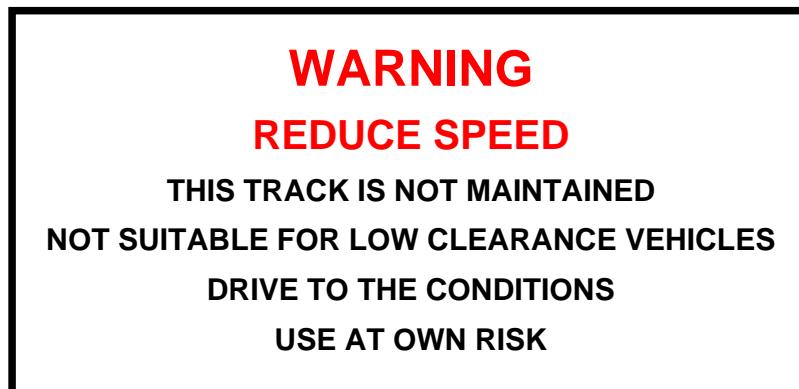 WARNING
REDUCE SPEED
THIS TRACK IS NOT MAINTAINED
NOT SUITABLE FOR LOW CLEARANCE VEHICLES
DRIVE TO THE CONDITIONS
USE AT OWN RISK